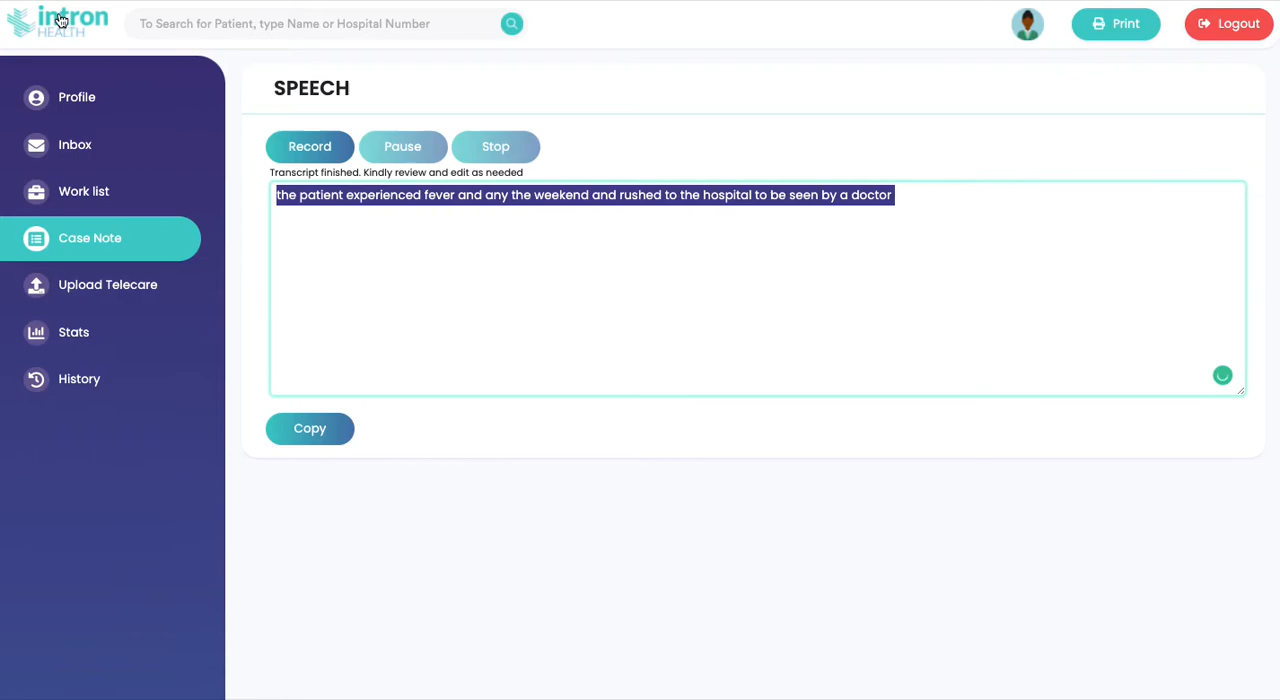 intron
HEALTH
To Search for Patient, type Name or Hospital Number
Print
Logout
Profile
Inbox
Work list
Case Note
Upload Telecare
Stats
History
SPEECH
Record Pause Stop
Transcript finished. Kindly review and edit as needed
the patient experienced fever and any the weekend and rushed to the hospital to be seen by a doctor
Copy